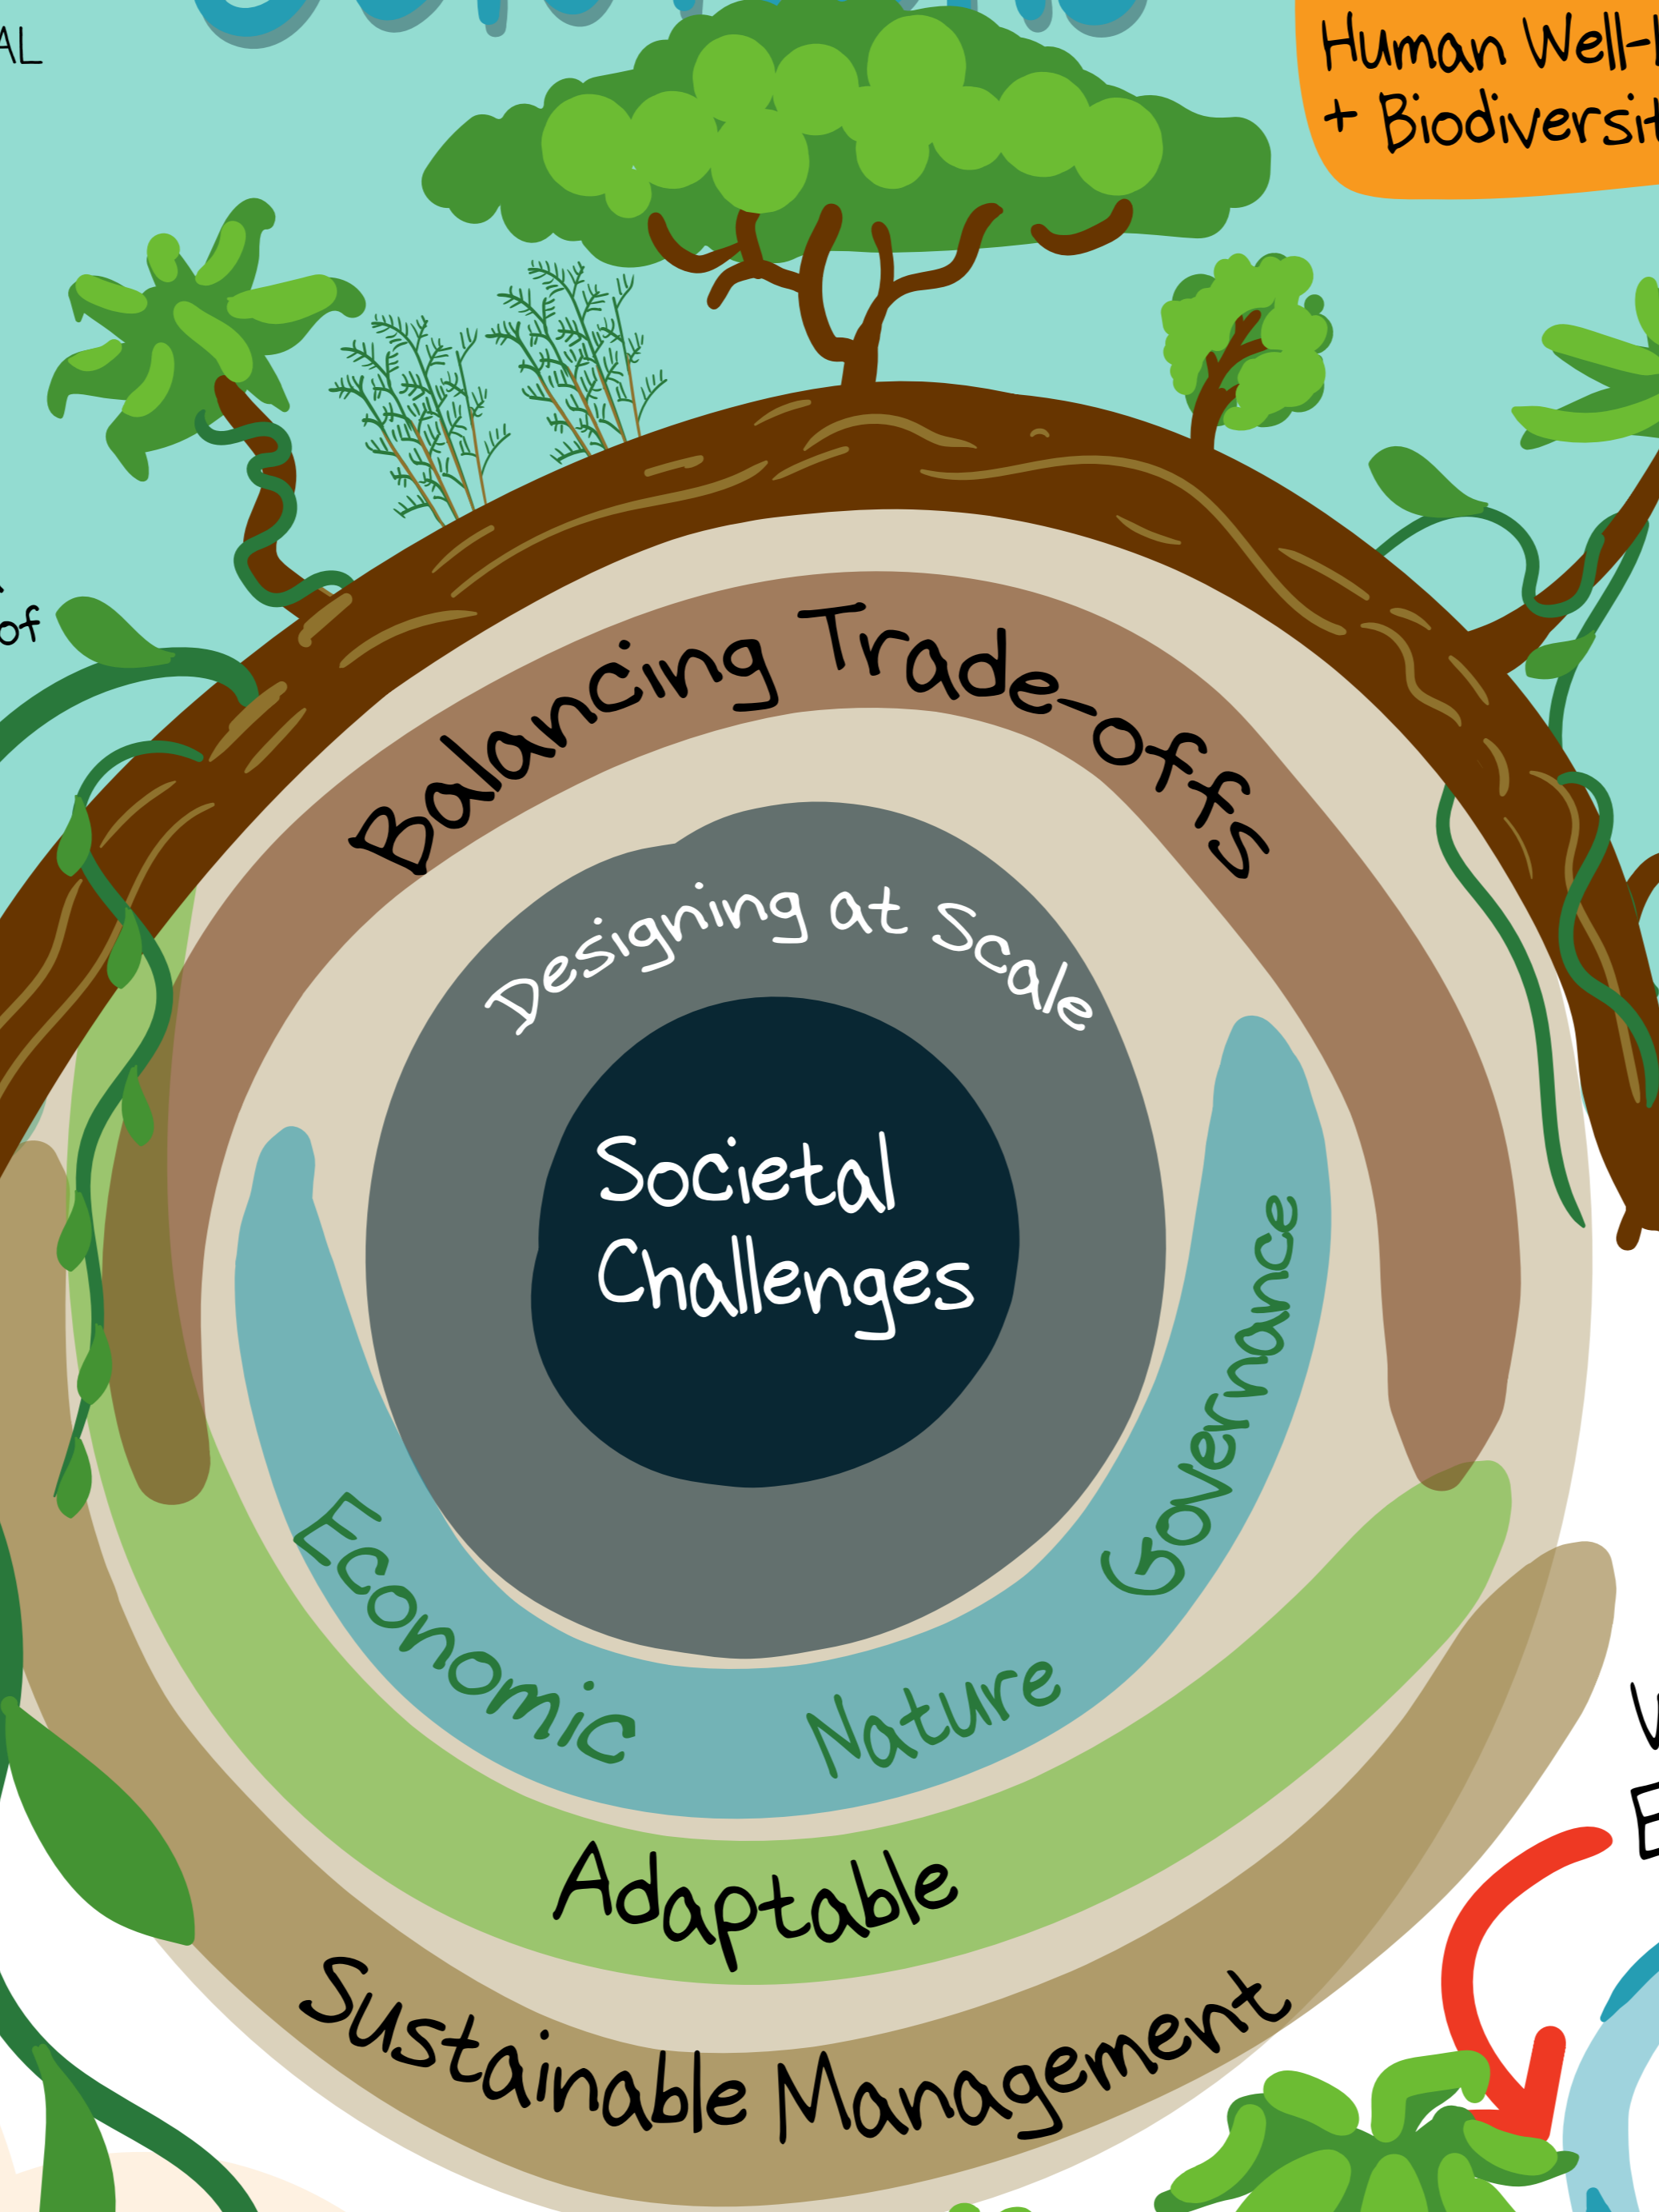 AL
Human Well-
+ Biodiversit
of
Balancing Trade-offs
Designing at Scale
Societal
Challenges
Economic
Nature
Governance
Adaptable
Sustainable Management